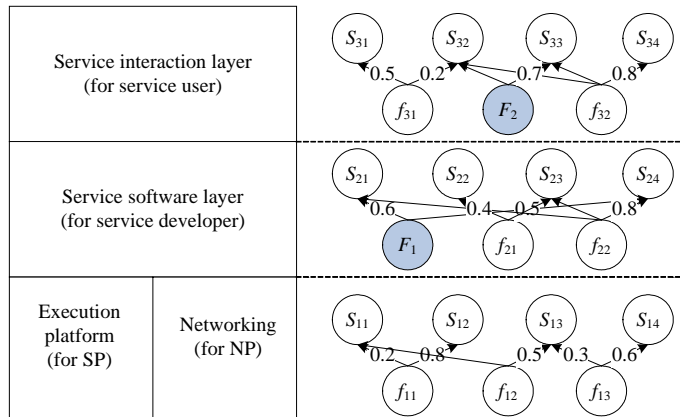 Service interaction layer
(for service user)
S31 S32 S33 S34
0.5 0.2 0.7 0.8
f31 F2 f32
Service software layer
(for service developer)
S21 S22 S23 S24
0.6 0.4 0.5 0.8
F1 f21 f22
Execution
platform
(for SP)
Networking
(for NP)
S11 S12 S13 S14
0.2 0.8 0.5 0.3 0.6
f11 f12 f13